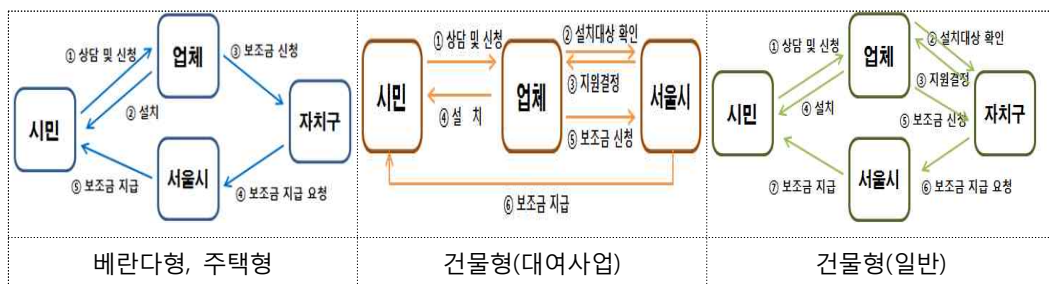 ① 상담 및 신청
업체
③ 보조금 신청
시민
② 설치
자치구
⑤ 보조금 지급
서울시
④ 보조금 지급 요청
베란다형, 주택형
① 상담 및 신청
② 설치대상 확인
시민
업체
③ 지원결정
서울시
④ 설 치
⑤ 보조금 신청
⑥ 보조금 지급
건물형(대여사업)
① 상담 및 신청
업체
② 설치대상 확인
③ 지원결정
시민
④ 설치
⑤ 보조금 신청
자치구
⑦ 보조금 지급
서울시
⑥ 보조금 지급 요청
건물형(일반)